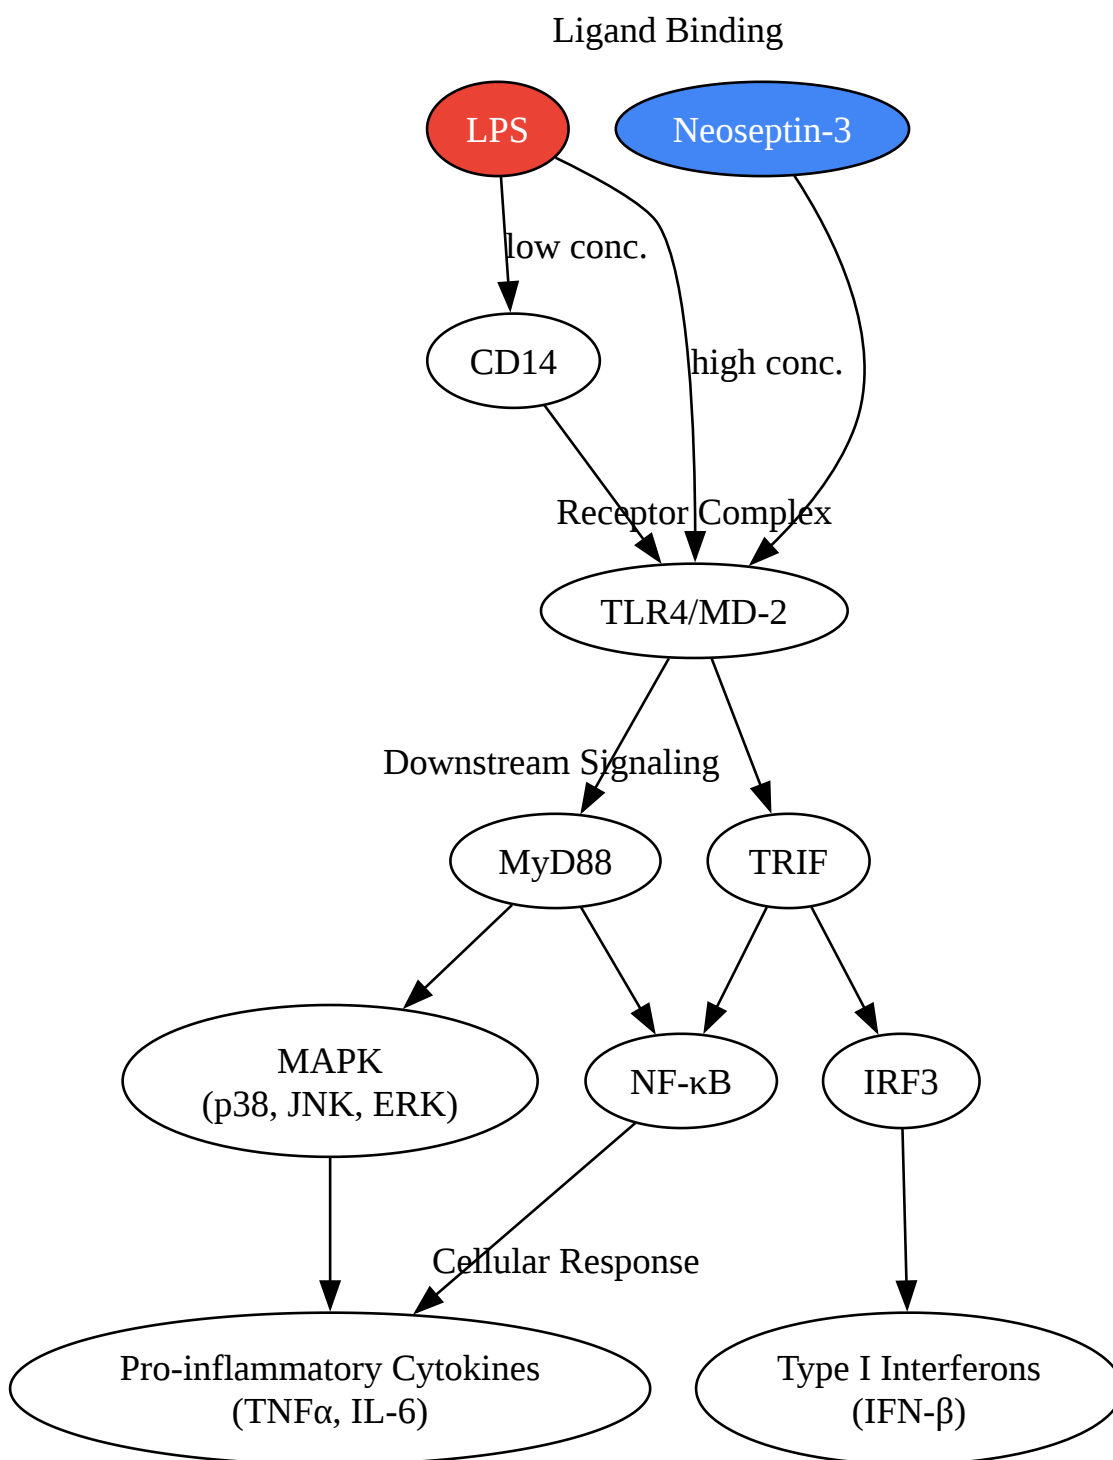 Ligand Binding
LPS
Neoseptin-3
low conc.
CD14
high conc.
Receptor Complex
TLR4/MD-2
Downstream Signaling
MyD88
TRIF
MAPK
(p38, JNK, ERK)
NF-κB
IRF3
Cellular Response
Pro-inflammatory Cytokines
(TNFα, IL-6)
Type I Interferons
(IFN-β)